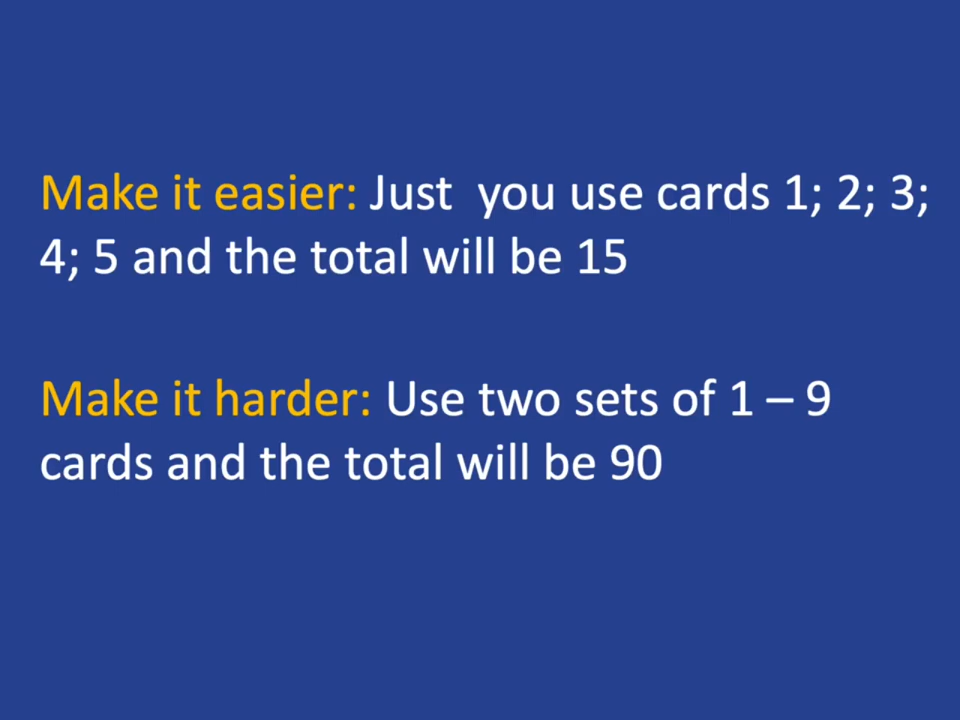 Make it easier: Just  you use cards 1; 2; 3;
4; 5 and the total will be 15
Make it harder: Use two sets of 1 – 9
cards and the total will be 90